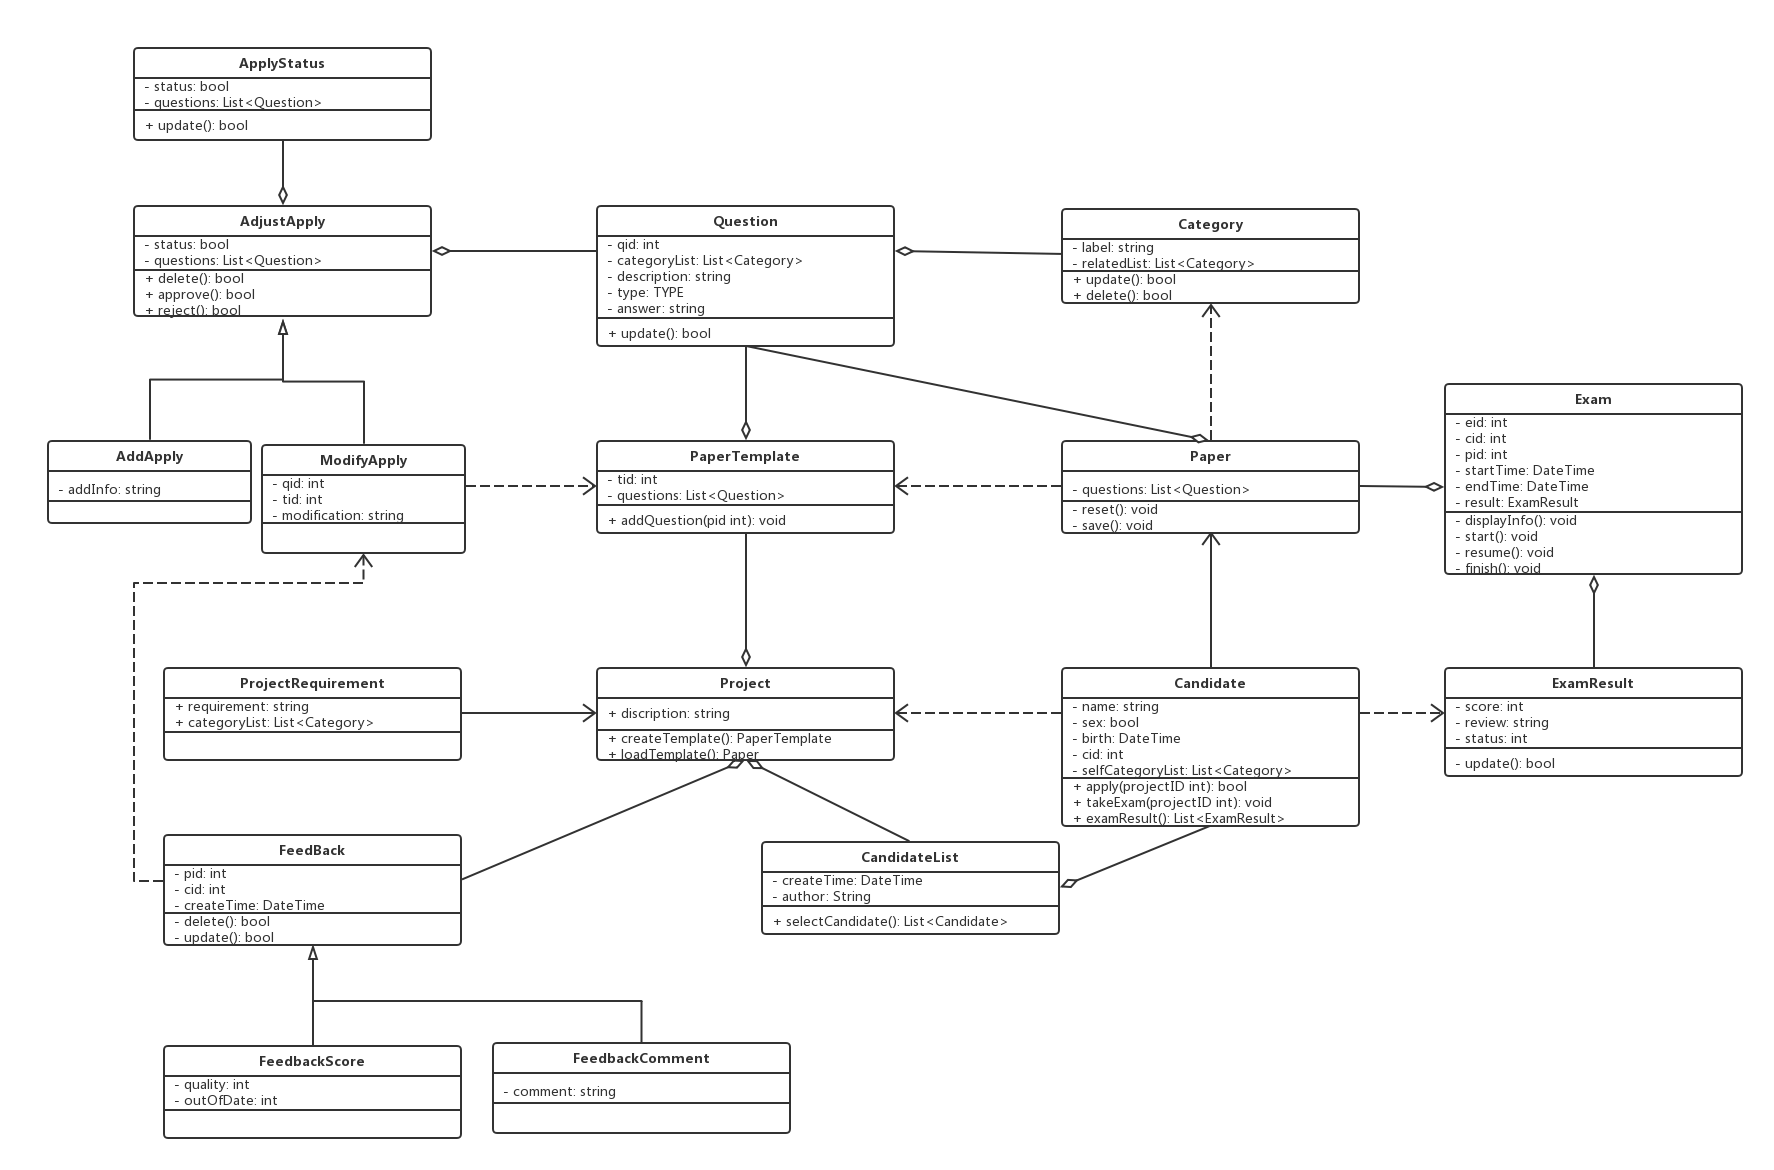 ApplyStatus
- status: bool
- questions: List<Question>
+ update(): bool
AdjustApply
- status: bool
- questions: List<Question>
+ delete(): bool
+ approve(): bool
+ reject(): bool
Question
- qid: int
- categoryList: List<Category>
- description: string
- type: TYPE
- answer: string
+ update(): bool
Category
- label: string
- relatedList: List<Category>
+ update(): bool
+ delete(): bool
Exam
- eid: int
- cid: int
- pid: int
- startTime: DateTime
- endTime: DateTime
- result: ExamResult
- displayInfo(): void
- start(): void
- resume(): void
- finish(): void
AddApply
- addInfo: string
ModifyApply
- qid: int
- tid: int
- modification: string
PaperTemplate
- tid: int
- questions: List<Question>
+ addQuestion(pid int): void
Paper
- questions: List<Question>
- reset(): void
- save(): void
ProjectRequirement
+ requirement: string
+ categoryList: List<Category>
Project
+ discription: string
+ createTemplate(): PaperTemplate
+ loadTemplate(): Paper
Candidate
- name: string
- sex: bool
- birth: DateTime
- cid: int
- selfCategoryList: List<Category>
+ apply(projectID int): bool
+ takeExam(projectID int): void
+ examResult(): List<ExamResult>
ExamResult
- score: int
- review: string
- status: int
- update(): bool
FeedBack
- pid: int
- cid: int
- createTime: DateTime
- delete(): bool
- update(): bool
CandidateList
- createTime: DateTime
- author: String
+ selectCandidate(): List<Candidate>
FeedbackScore
- quality: int
- outOfDate: int
FeedbackComment
- comment: string